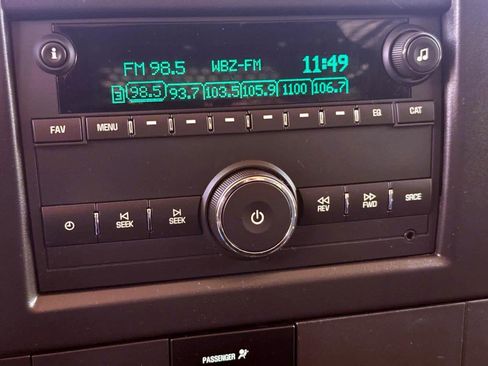 FM 98.5 WBZ-FM 11:49
3 98.5 93.7 103.5 105.9 1100 106.7
FAV MENU EQ CAT
SEEK SEEK REV FWD SRCE
PASSENGER